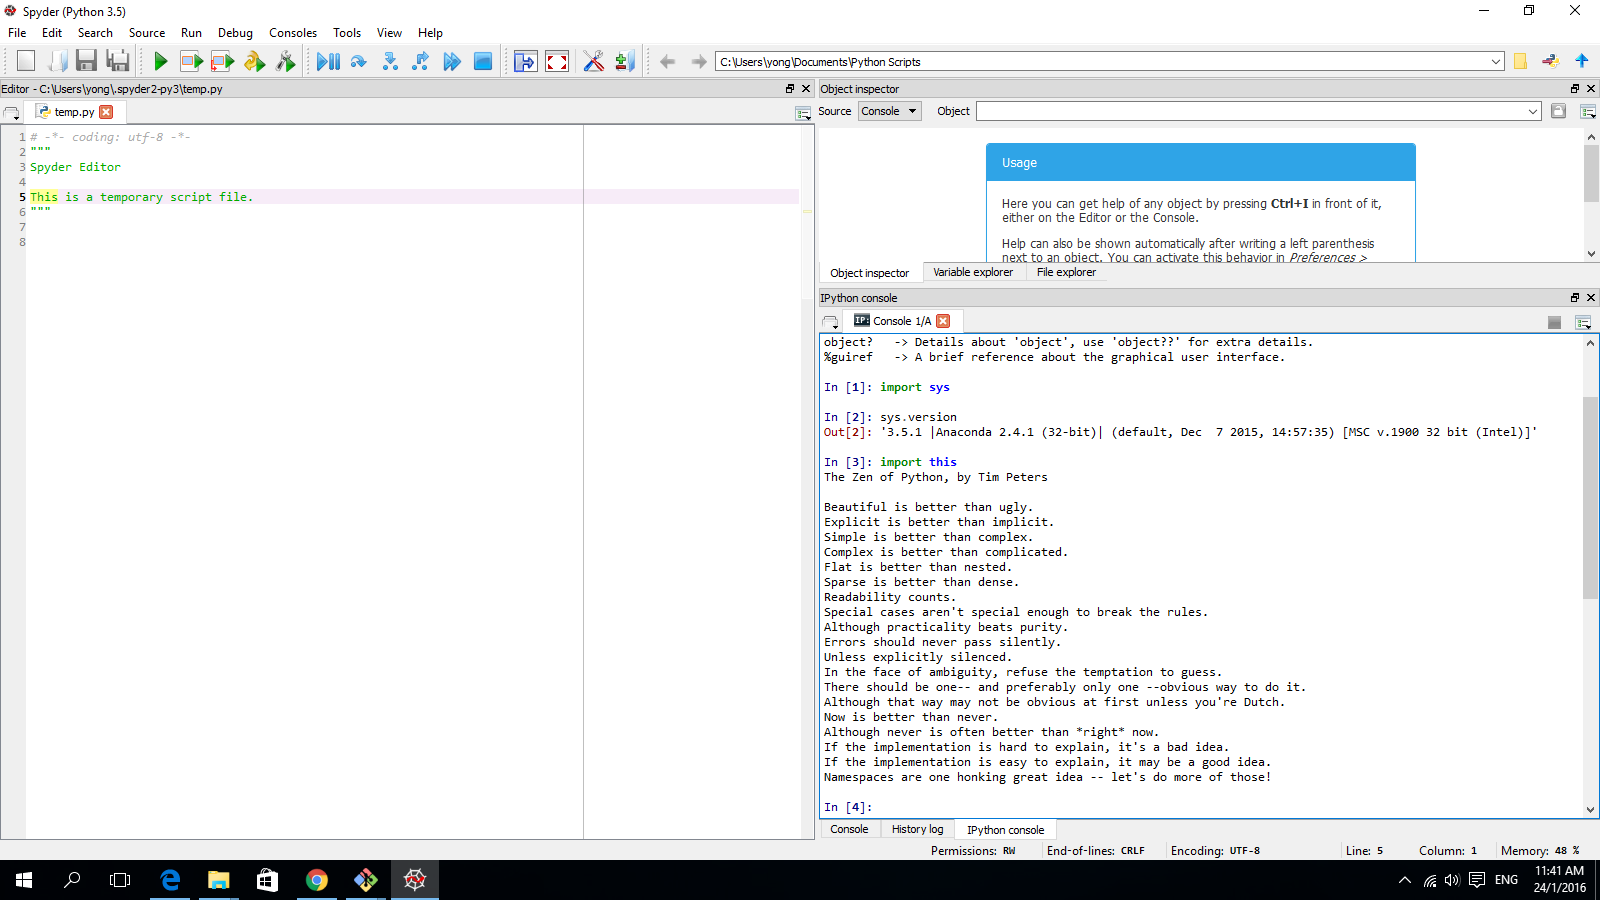 Spyder (Python 3.5)
File Edit Search Source Run Debug Consoles Tools View Help
C:\Users\yong\Documents\Python Scripts
Editor - C:\Users\yong\.spyder2-py3\temp.py
temp.py
1 # -*- coding: utf-8 -*-
2 """
3 Spyder Editor
4
5 This is a temporary script file.
6 """
7
8
Object inspector
Source Console Object
Usage
Here you can get help of any object by pressing Ctrl+I in front of it,
either on the Editor or the Console.
Help can also be shown automatically after writing a left parenthesis
next to an object. You can activate this behavior in Preferences >
Object inspector Variable explorer File explorer
IPython console
IP: Console 1/A
object?   -> Details about 'object', use 'object??' for extra details.
%guiref   -> A brief reference about the graphical user interface.
In [1]: import sys
In [2]: sys.version
Out[2]: '3.5.1 |Anaconda 2.4.1 (32-bit)| (default, Dec  7 2015, 14:57:35) [MSC v.1900 32 bit (Intel)]'
In [3]: import this
The Zen of Python, by Tim Peters
Beautiful is better than ugly.
Explicit is better than implicit.
Simple is better than complex.
Complex is better than complicated.
Flat is better than nested.
Sparse is better than dense.
Readability counts.
Special cases aren't special enough to break the rules.
Although practicality beats purity.
Errors should never pass silently.
Unless explicitly silenced.
In the face of ambiguity, refuse the temptation to guess.
There should be one-- and preferably only one --obvious way to do it.
Although that way may not be obvious at first unless you're Dutch.
Now is better than never.
Although never is often better than *right* now.
If the implementation is hard to explain, it's a bad idea.
If the implementation is easy to explain, it may be a good idea.
Namespaces are one honking great idea -- let's do more of those!
In [4]:
Console History log IPython console
Permissions: RW End-of-lines: CRLF Encoding: UTF-8 Line: 5 Column: 1 Memory: 48 %
ENG
11:41 AM
24/1/2016